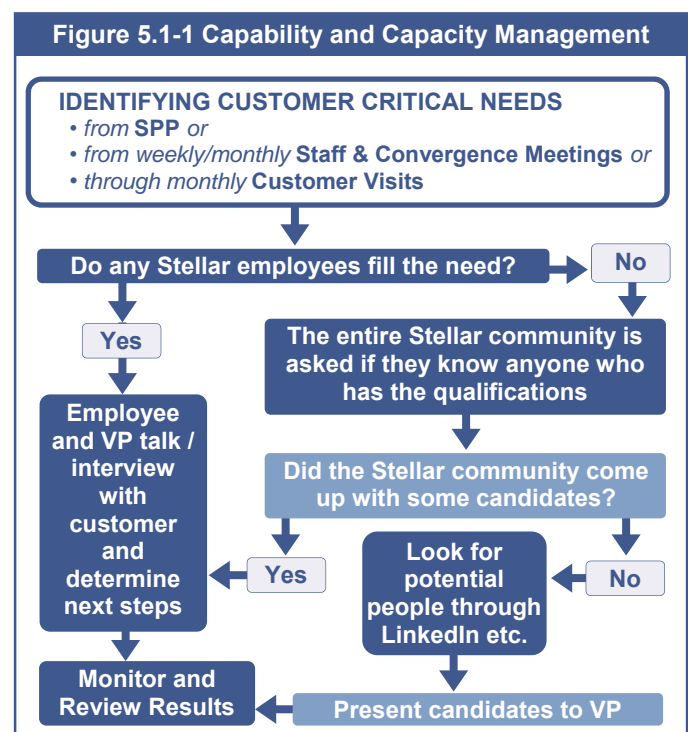 Figure 5.1-1 Capability and Capacity Management
IDENTIFYING CUSTOMER CRITICAL NEEDS
• from SPP or
• from weekly/monthly Staff & Convergence Meetings or
• through monthly Customer Visits
Do any Stellar employees fill the need?
No
Yes
The entire Stellar community is
asked if they know anyone who
has the qualifications
Employee
and VP talk /
interview
with
customer
and
determine
next steps
Did the Stellar community come
up with some candidates?
Yes
No
Look for
potential
people through
LinkedIn etc.
Monitor and
Review Results
Present candidates to VP